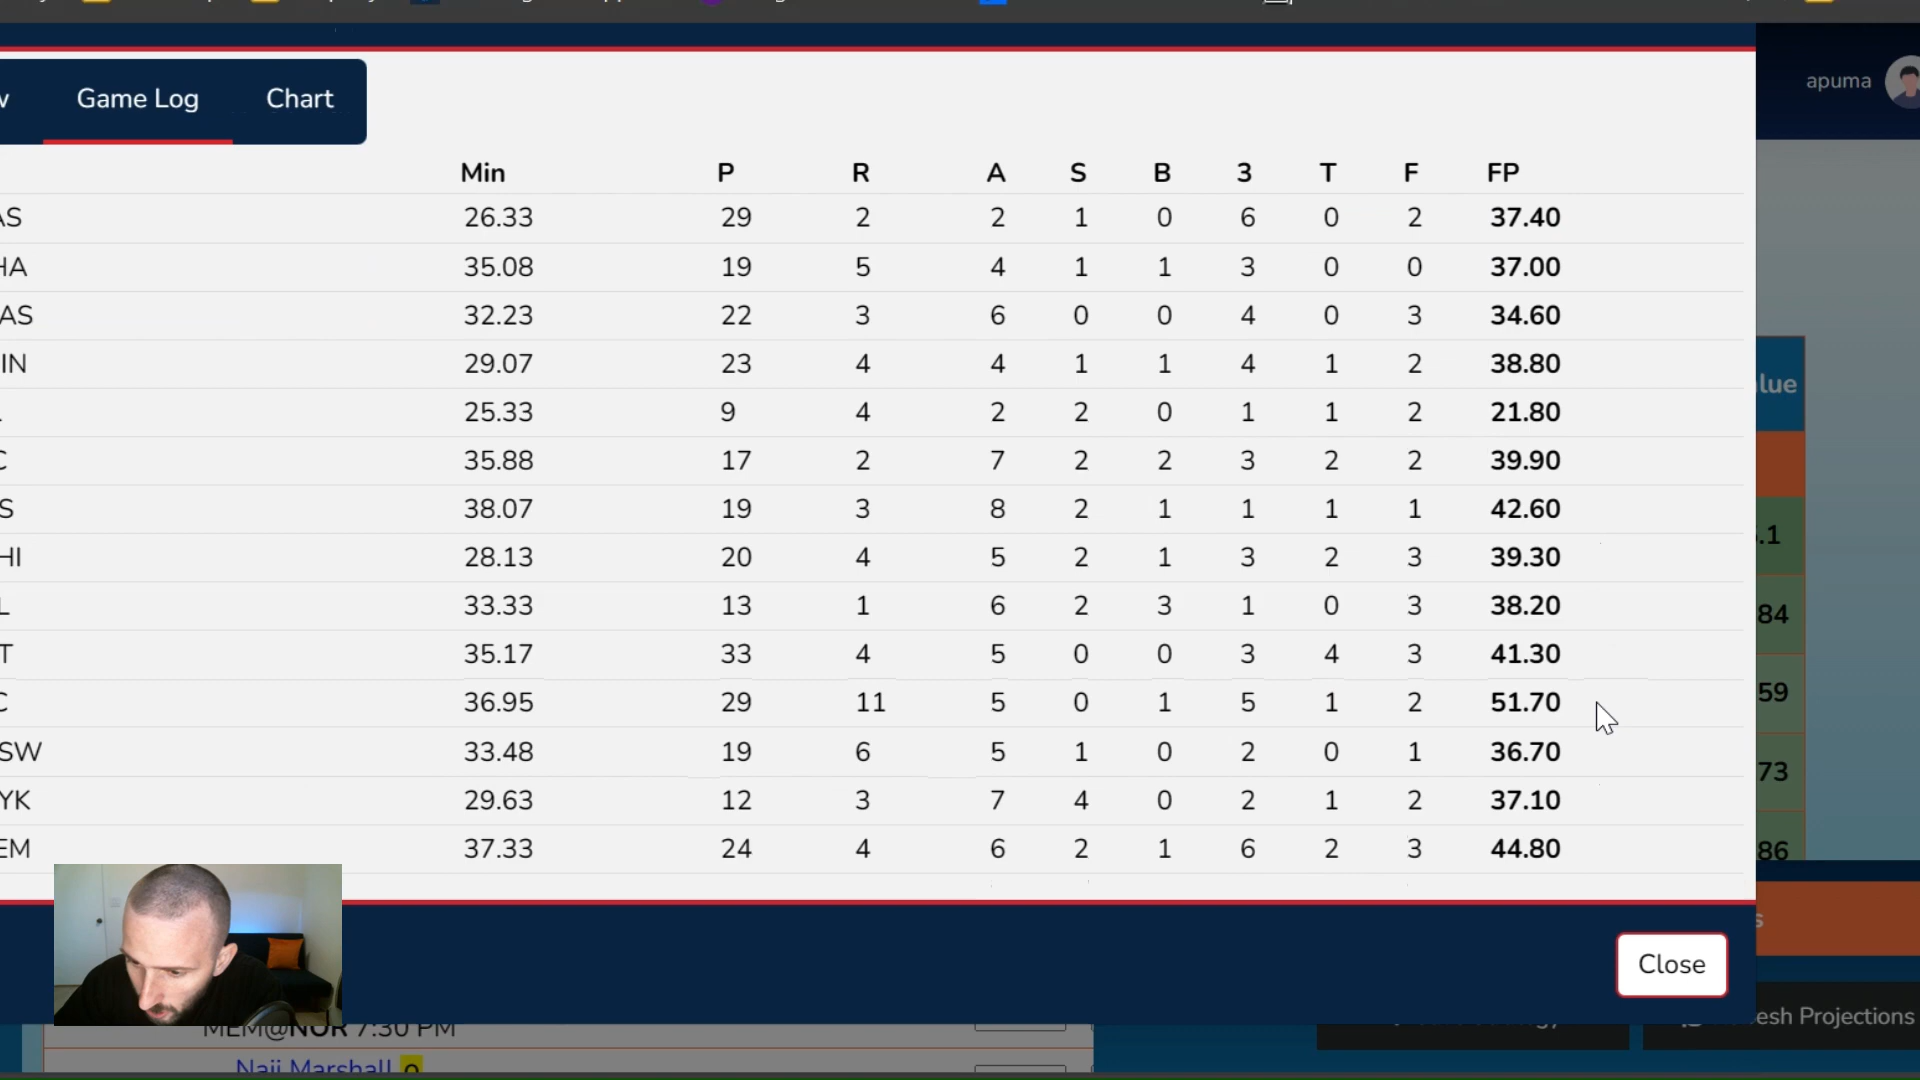 apuma
Game Log Chart
Min P R A S B 3 T F FP
AS 26.33 29 2 2 1 0 6 0 2 37.40
HA 35.08 19 5 4 1 1 3 0 0 37.00
AS 32.23 22 3 6 0 0 4 0 3 34.60
IN 29.07 23 4 4 1 1 4 1 2 38.80
25.33 9 4 2 2 0 1 1 2 21.80
C 35.88 17 2 7 2 2 3 2 2 39.90
S 38.07 19 3 8 2 1 1 1 1 42.60
HI 28.13 20 4 5 2 1 3 2 3 39.30
L 33.33 13 1 6 2 3 1 0 3 38.20
T 35.17 33 4 5 0 0 3 4 3 41.30
C 36.95 29 11 5 0 1 5 1 2 51.70
SW 33.48 19 6 5 1 0 2 0 1 36.70
YK 29.63 12 3 7 4 0 2 1 2 37.10
EM 37.33 24 4 6 2 1 6 2 3 44.80
lue
.1
84
59
73
86
s
Close
MEM@NOR 7:30 PM
esh Projections
Naji Marshall Q